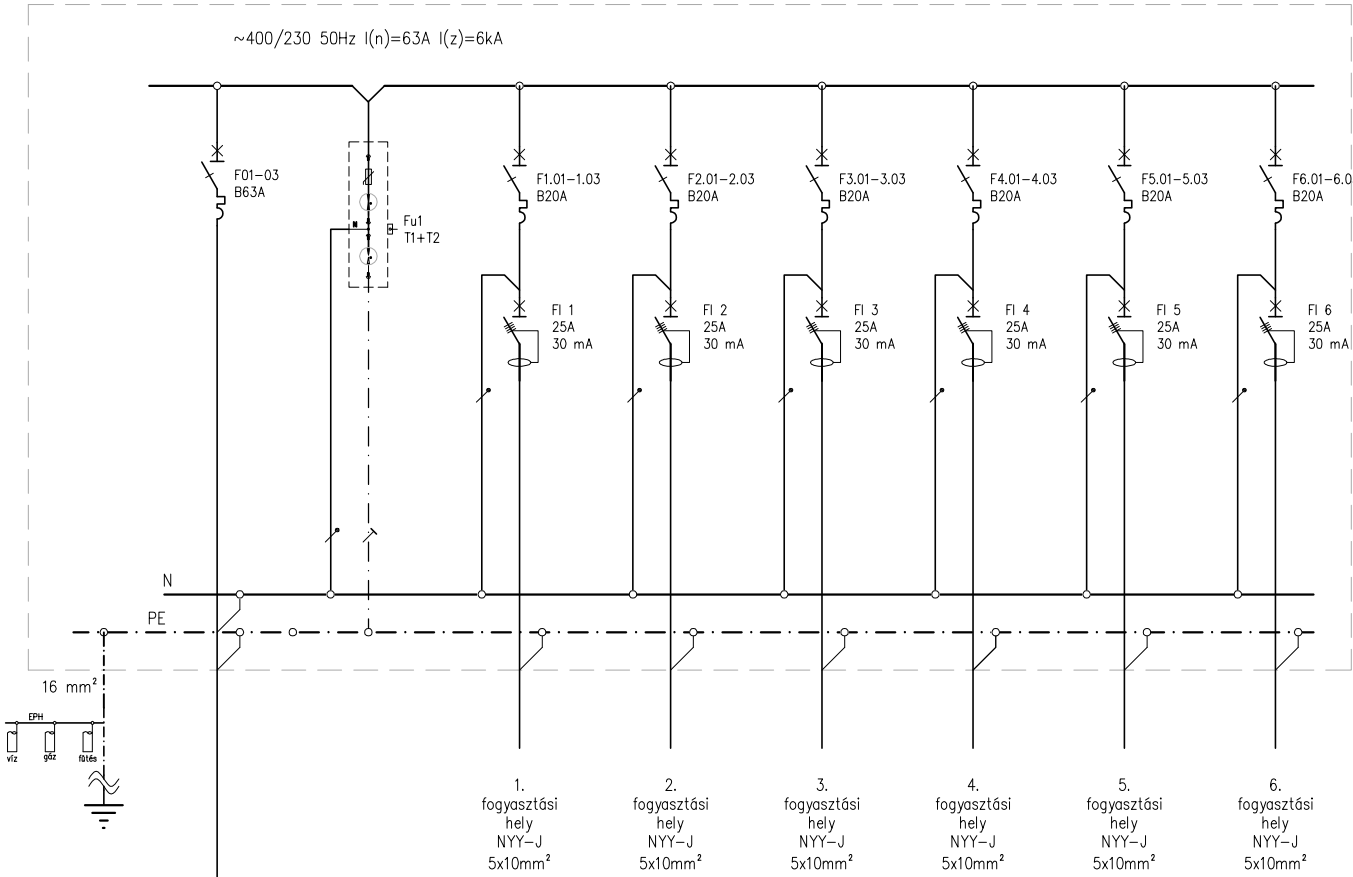 ~400/230 50Hz I(n)=63A I(z)=6kA
F01-03
B63A
N
Fu1
T1+T2
F1.01-1.03
B20A
F2.01-2.03
B20A
F3.01-3.03
B20A
F4.01-4.03
B20A
F5.01-5.03
B20A
F6.01-6.0
B20A
FI 1
25A
30 mA
FI 2
25A
30 mA
FI 3
25A
30 mA
FI 4
25A
30 mA
FI 5
25A
30 mA
FI 6
25A
30 mA
N
PE
16 mm²
EPH
víz
gáz
fűtés
1.
fogyasztási
hely
NYY-J
5x10mm²
2.
fogyasztási
hely
NYY-J
5x10mm²
3.
fogyasztási
hely
NYY-J
5x10mm²
4.
fogyasztási
hely
NYY-J
5x10mm²
5.
fogyasztási
hely
NYY-J
5x10mm²
6.
fogyasztási
hely
NYY-J
5x10mm²